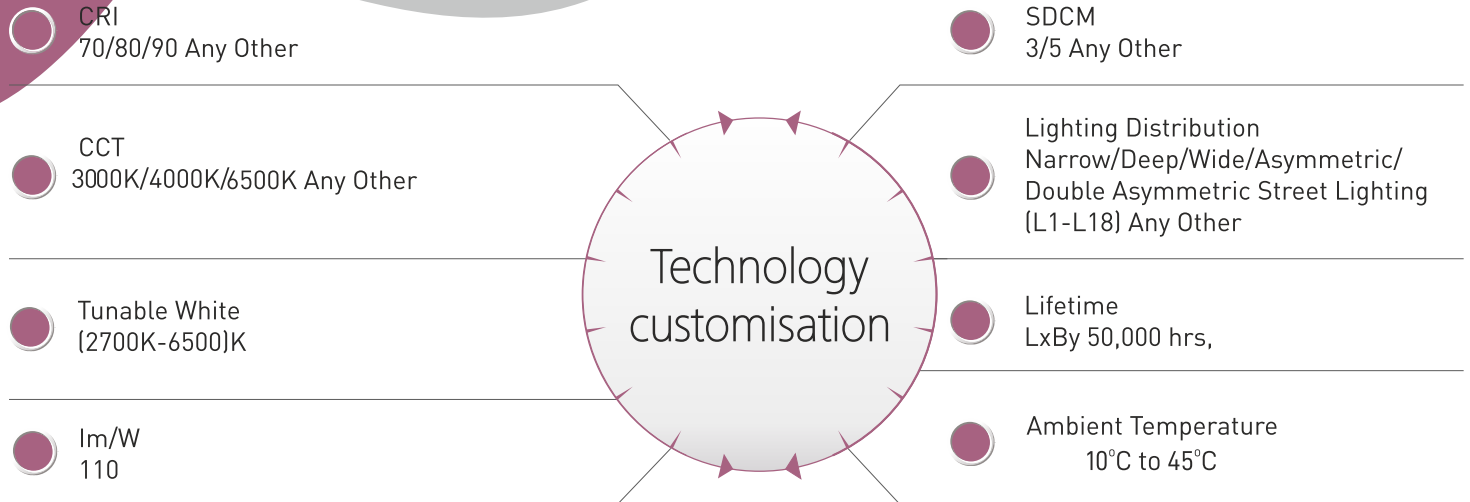 CRI
70/80/90 Any Other
CCT
3000K/4000K/6500K Any Other
Tunable White
(2700K-6500)K
lm/W
110
Technology
customisation
SDCM
3/5 Any Other
Lighting Distribution
Narrow/Deep/Wide/Asymmetric/
Double Asymmetric Street Lighting
(L1-L18) Any Other
Lifetime
LxBy 50,000 hrs,
Ambient Temperature
10°C to 45°C